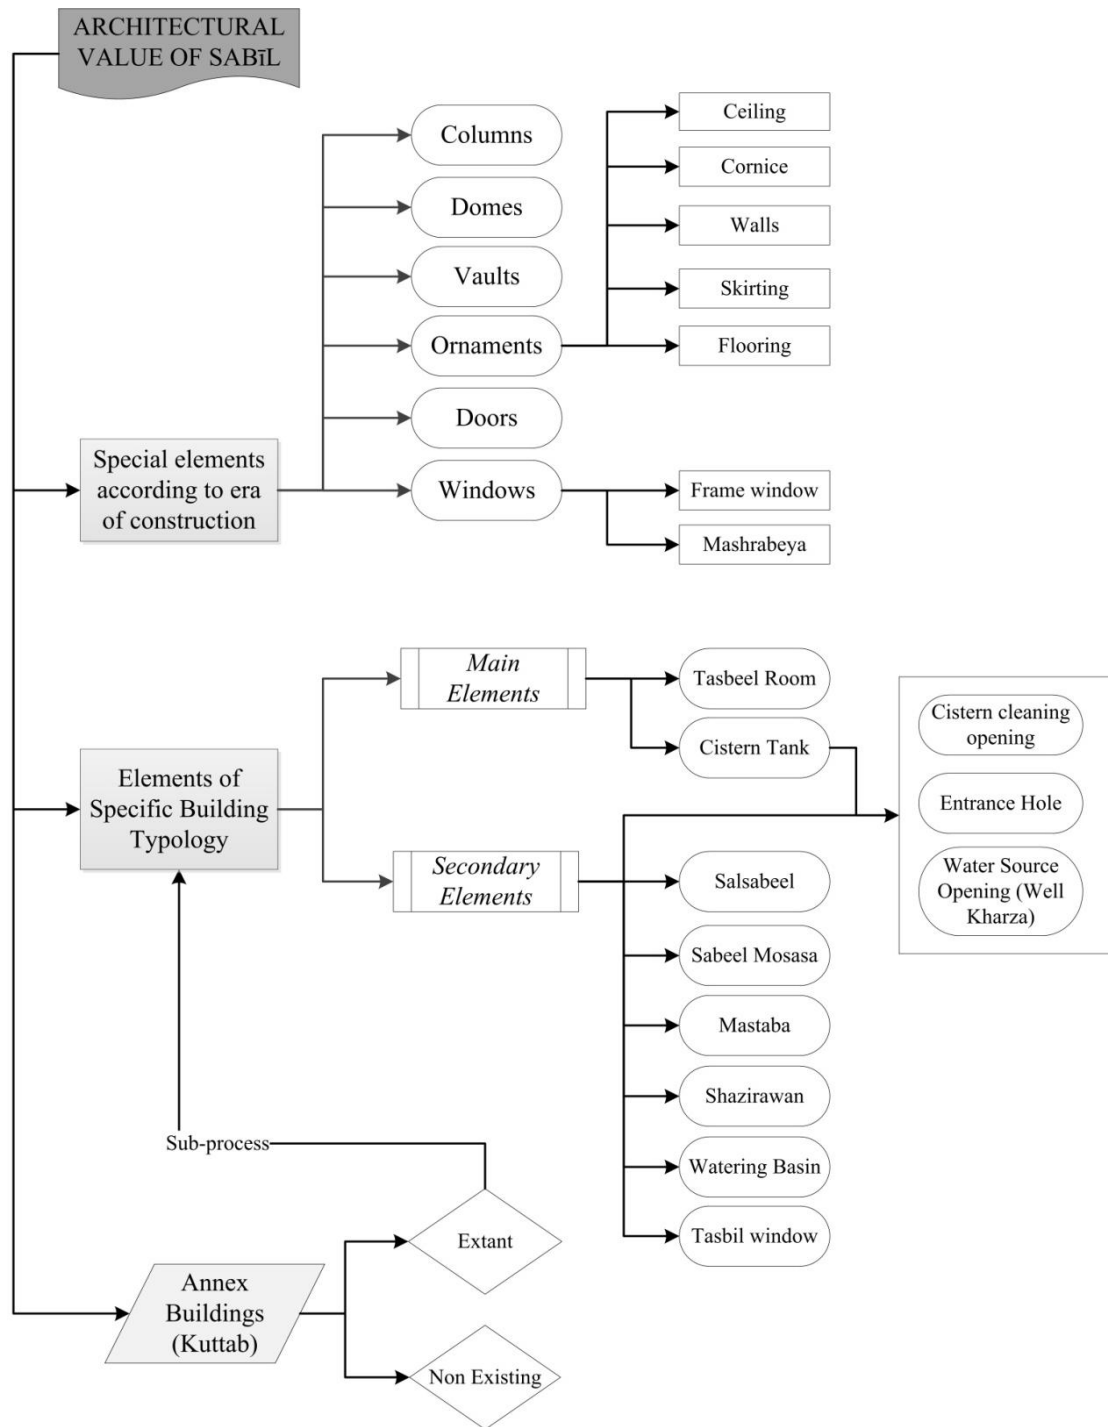 ARCHITECTURAL
VALUE OF SABīL
Columns
Domes
Vaults
Ornaments
Doors
Windows
Ceiling
Cornice
Walls
Skirting
Flooring
Frame window
Mashrabeya
Special elements
according to era
of construction
Main
Elements
Tasbeel Room
Cistern Tank
Cistern cleaning
opening
Entrance Hole
Water Source
Opening (Well
Kharza)
Elements of
Specific Building
Typology
Secondary
Elements
Salsabeel
Sabeel Mosasa
Mastaba
Shazirawan
Watering Basin
Tasbil window
Sub-process
Extant
Annex
Buildings
(Kuttab)
Non Existing